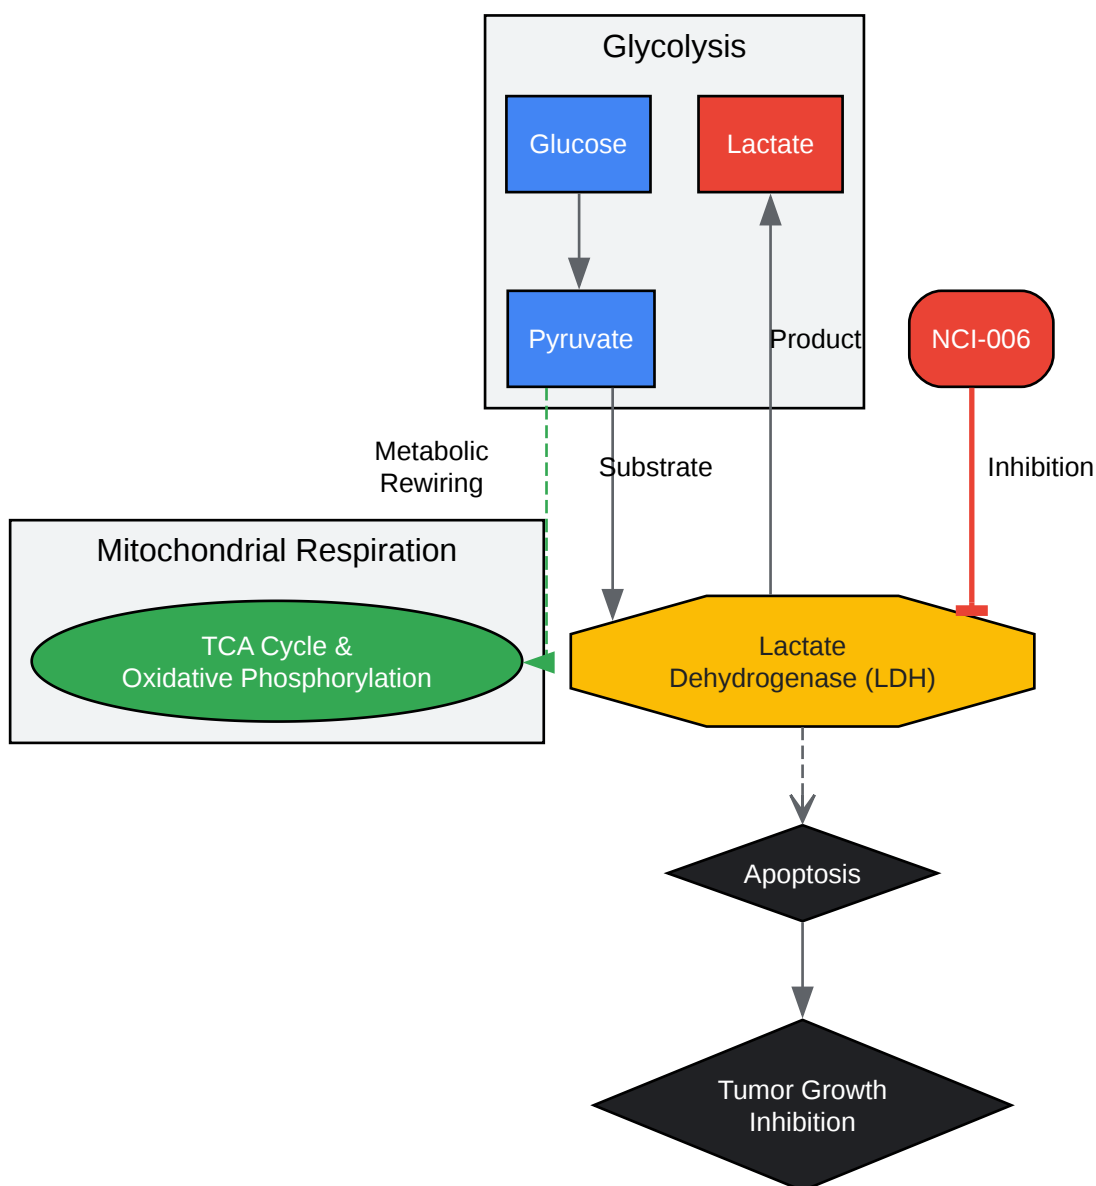 Glycolysis
Glucose
Lactate
Pyruvate
Product
NCI-006
Metabolic
Rewiring
Substrate
Inhibition
Mitochondrial Respiration
TCA Cycle &
Oxidative Phosphorylation
Lactate
Dehydrogenase (LDH)
Apoptosis
Tumor Growth
Inhibition